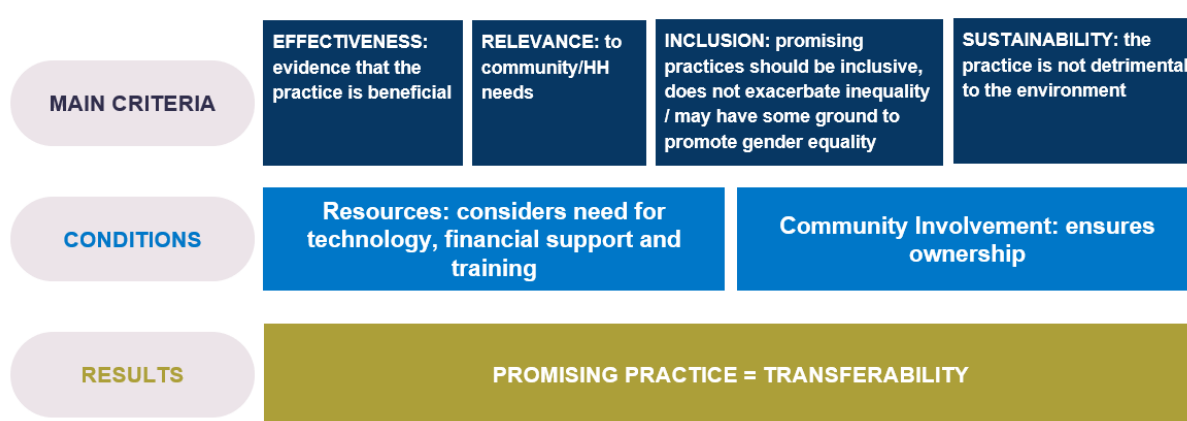 MAIN CRITERIA
EFFECTIVENESS:
evidence that the
practice is beneficial
RELEVANCE: to
community/HH
needs
INCLUSION: promising
practices should be inclusive,
does not exacerbate inequality
/ may have some ground to
promote gender equality
SUSTAINABILITY: the
practice is not detrimental
to the environment
CONDITIONS
Resources: considers need for
technology, financial support and
training
Community Involvement: ensures
ownership
RESULTS
PROMISING PRACTICE = TRANSFERABILITY